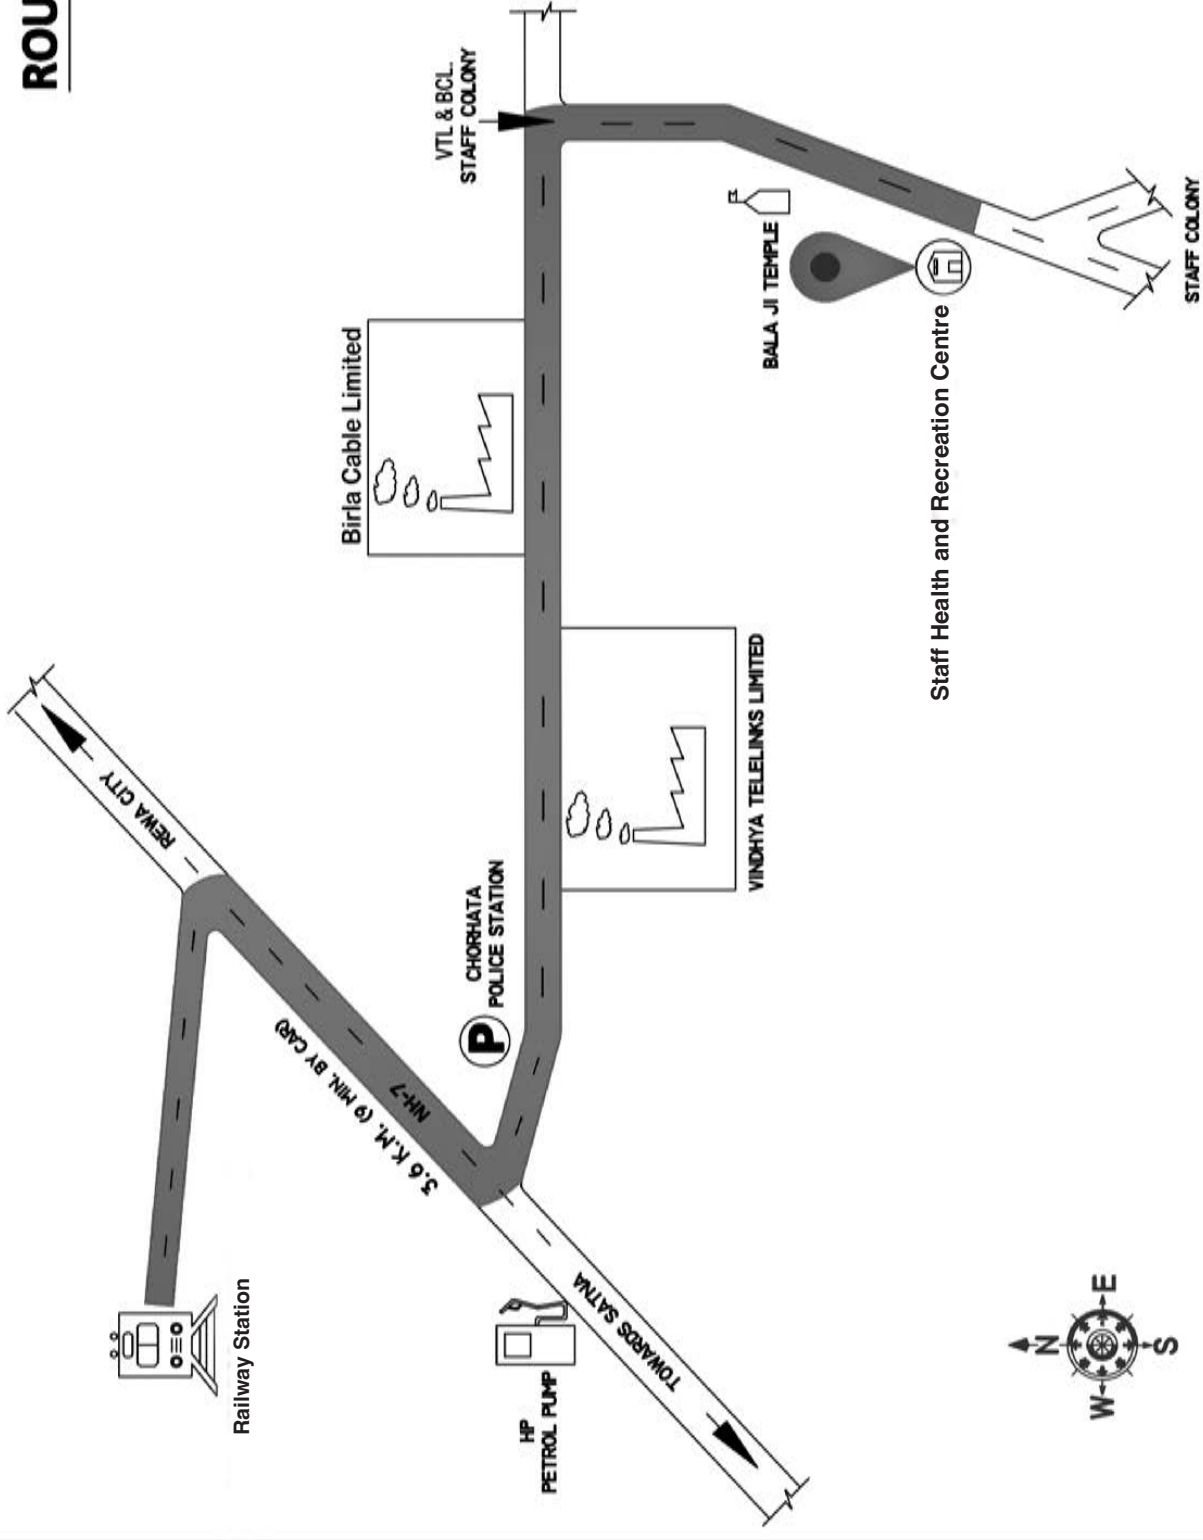 ROU
VTL & BCL.
STAFF COLONY
Birla Cable Limited
BALA JI TEMPLE
Staff Health and Recreation Centre
STAFF COLONY
REWA CITY
CHORHATA
POLICE STATION
P
VINDHYA TELELINKS LIMITED
NH-7
3.6 K.M. (9 MIN. BY CAR)
Railway Station
HP
PETROL PUMP
TOWARDS SATNA
N
W E
S